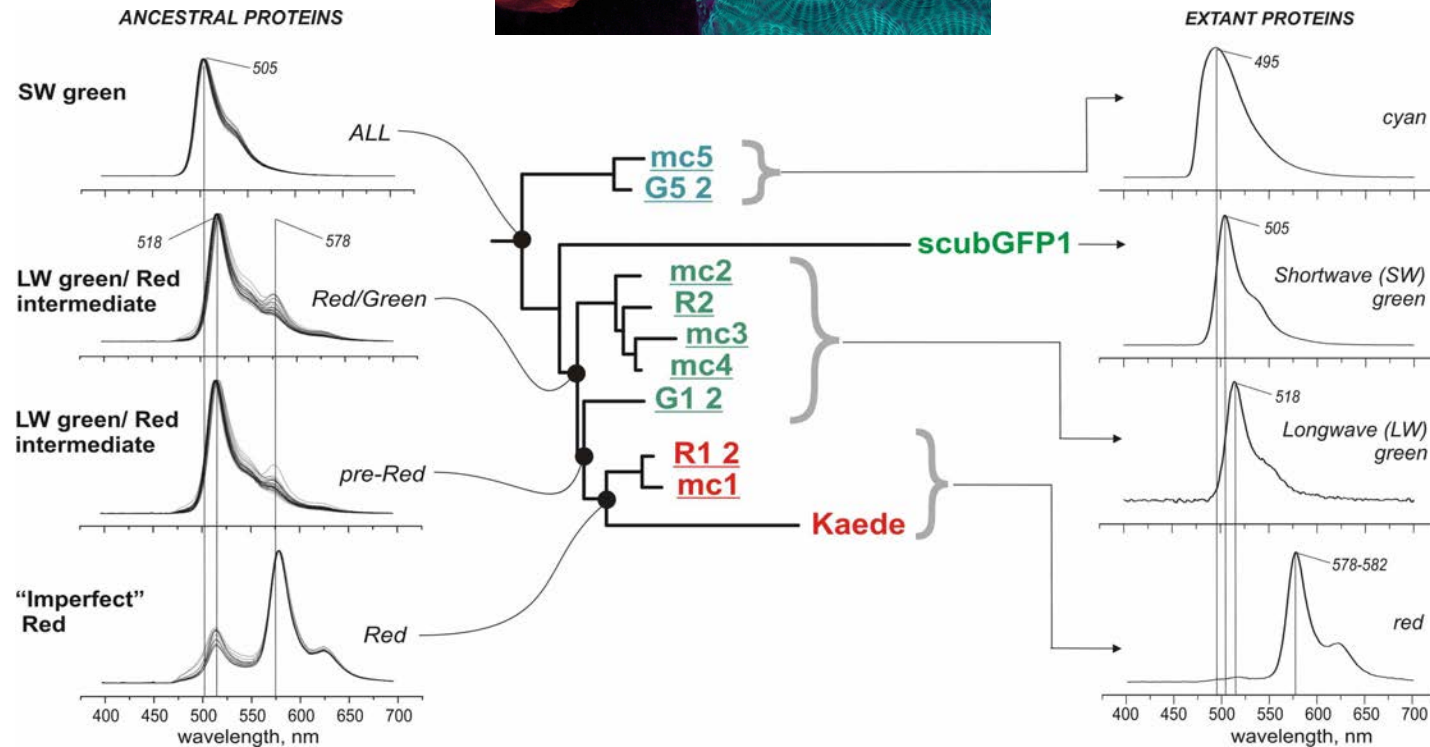 ANCESTRAL PROTEINS
SW green
505
ALL
518
578
LW green/ Red
intermediate
Red/Green
LW green/ Red
intermediate
pre-Red
"Imperfect"
Red
Red
400 450 500 550 600 650 700
wavelength, nm
mc5
G5 2
scubGFP1
mc2
R2
mc3
mc4
G1 2
R1 2
mc1
Kaede
EXTANT PROTEINS
495
cyan
505
Shortwave (SW)
green
518
Longwave (LW)
green
578-582
red
400 450 500 550 600 650 700
wavelength, nm